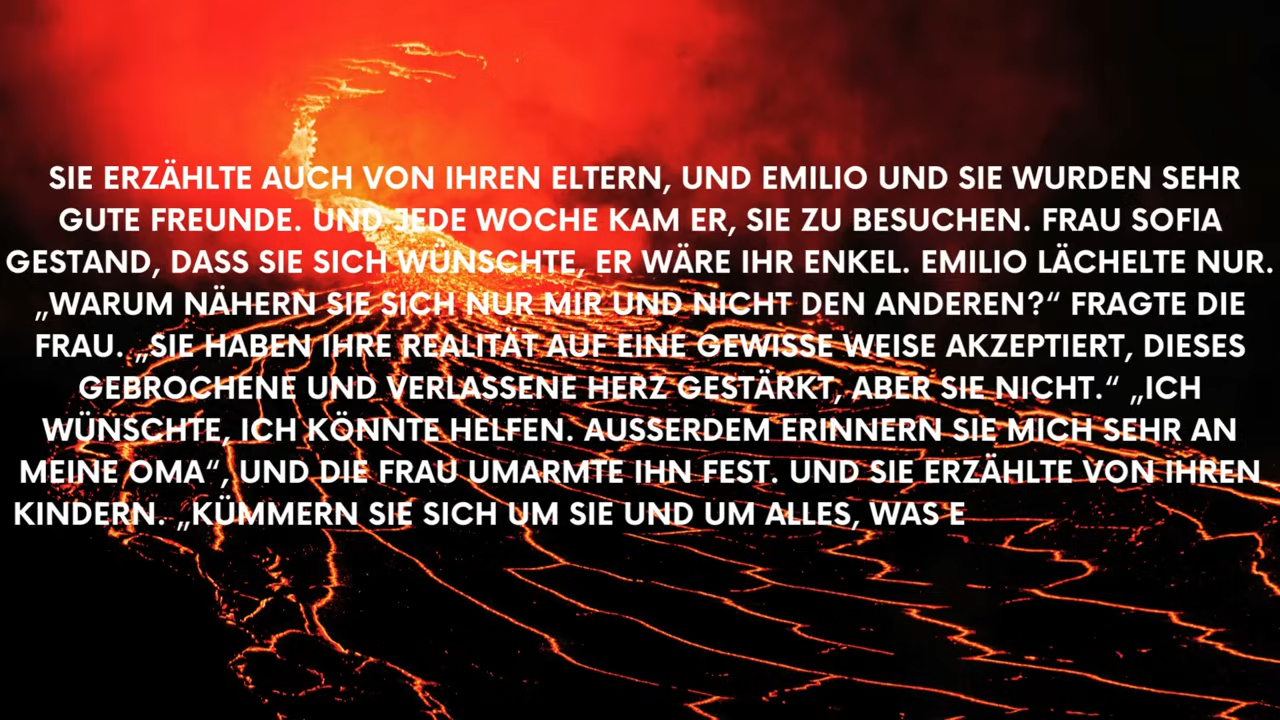 SIE ERZÄHLTE AUCH VON IHREN ELTERN, UND EMILIO UND SIE WURDEN SEHR
GUTE FREUNDE. UND JEDE WOCHE KAM ER, SIE ZU BESUCHEN. FRAU SOFIA
GESTAND, DASS SIE SICH WÜNSCHTE, ER WÄRE IHR ENKEL. EMILIO LÄCHELTE NUR.
„WARUM NÄHERN SIE SICH NUR MIR UND NICHT DEN ANDEREN?“ FRAGTE DIE
FRAU. „SIE HABEN IHRE REALITÄT AUF EINE GEWISSE WEISE AKZEPTIERT, DIESES
GEBROCHENE UND VERLASSENE HERZ GESTÄRKT, ABER SIE NICHT.“ „ICH
WÜNSCHTE, ICH KÖNNTE HELFEN. AUSSERDEM ERINNERN SIE MICH SEHR AN
MEINE OMA“, UND DIE FRAU UMARMTE IHN FEST. UND SIE ERZÄHLTE VON IHREN
KINDERN. „KÜMMERN SIE SICH UM SIE UND UM ALLES, WAS E